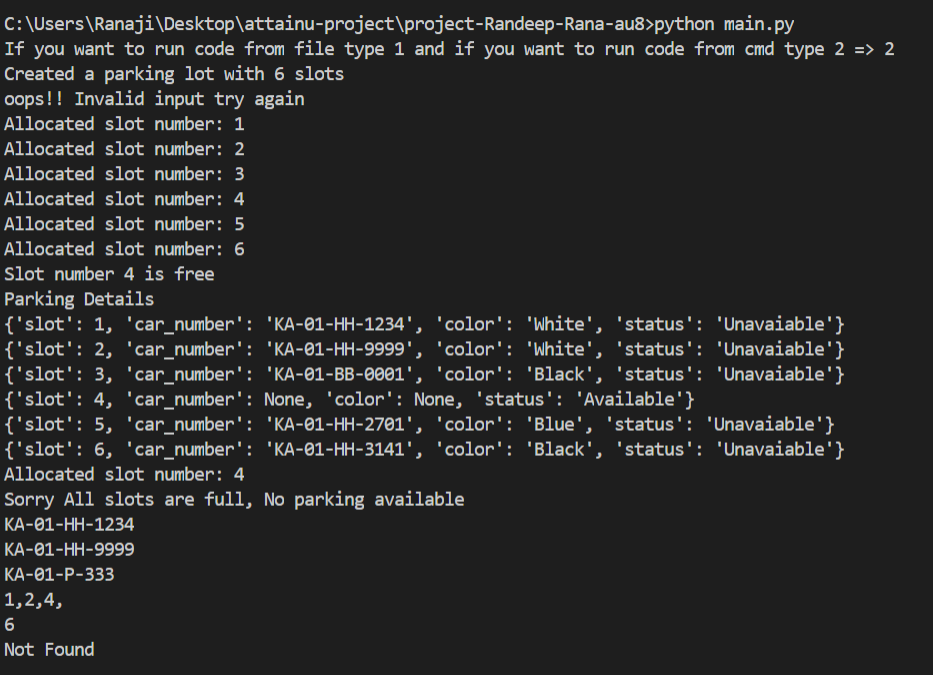 C:\Users\Ranaji\Desktop\attainu-project\project-Randeep-Rana-au8>python main.py
If you want to run code from file type 1 and if you want to run code from cmd type 2 => 2
Created a parking lot with 6 slots
oops!! Invalid input try again
Allocated slot number: 1
Allocated slot number: 2
Allocated slot number: 3
Allocated slot number: 4
Allocated slot number: 5
Allocated slot number: 6
Slot number 4 is free
Parking Details
{'slot': 1, 'car_number': 'KA-01-HH-1234', 'color': 'White', 'status': 'Unavaiable'}
{'slot': 2, 'car_number': 'KA-01-HH-9999', 'color': 'White', 'status': 'Unavaiable'}
{'slot': 3, 'car_number': 'KA-01-BB-0001', 'color': 'Black', 'status': 'Unavaiable'}
{'slot': 4, 'car_number': None, 'color': None, 'status': 'Available'}
{'slot': 5, 'car_number': 'KA-01-HH-2701', 'color': 'Blue', 'status': 'Unavaiable'}
{'slot': 6, 'car_number': 'KA-01-HH-3141', 'color': 'Black', 'status': 'Unavaiable'}
Allocated slot number: 4
Sorry All slots are full, No parking available
KA-01-HH-1234
KA-01-HH-9999
KA-01-P-333
1,2,4,
6
Not Found